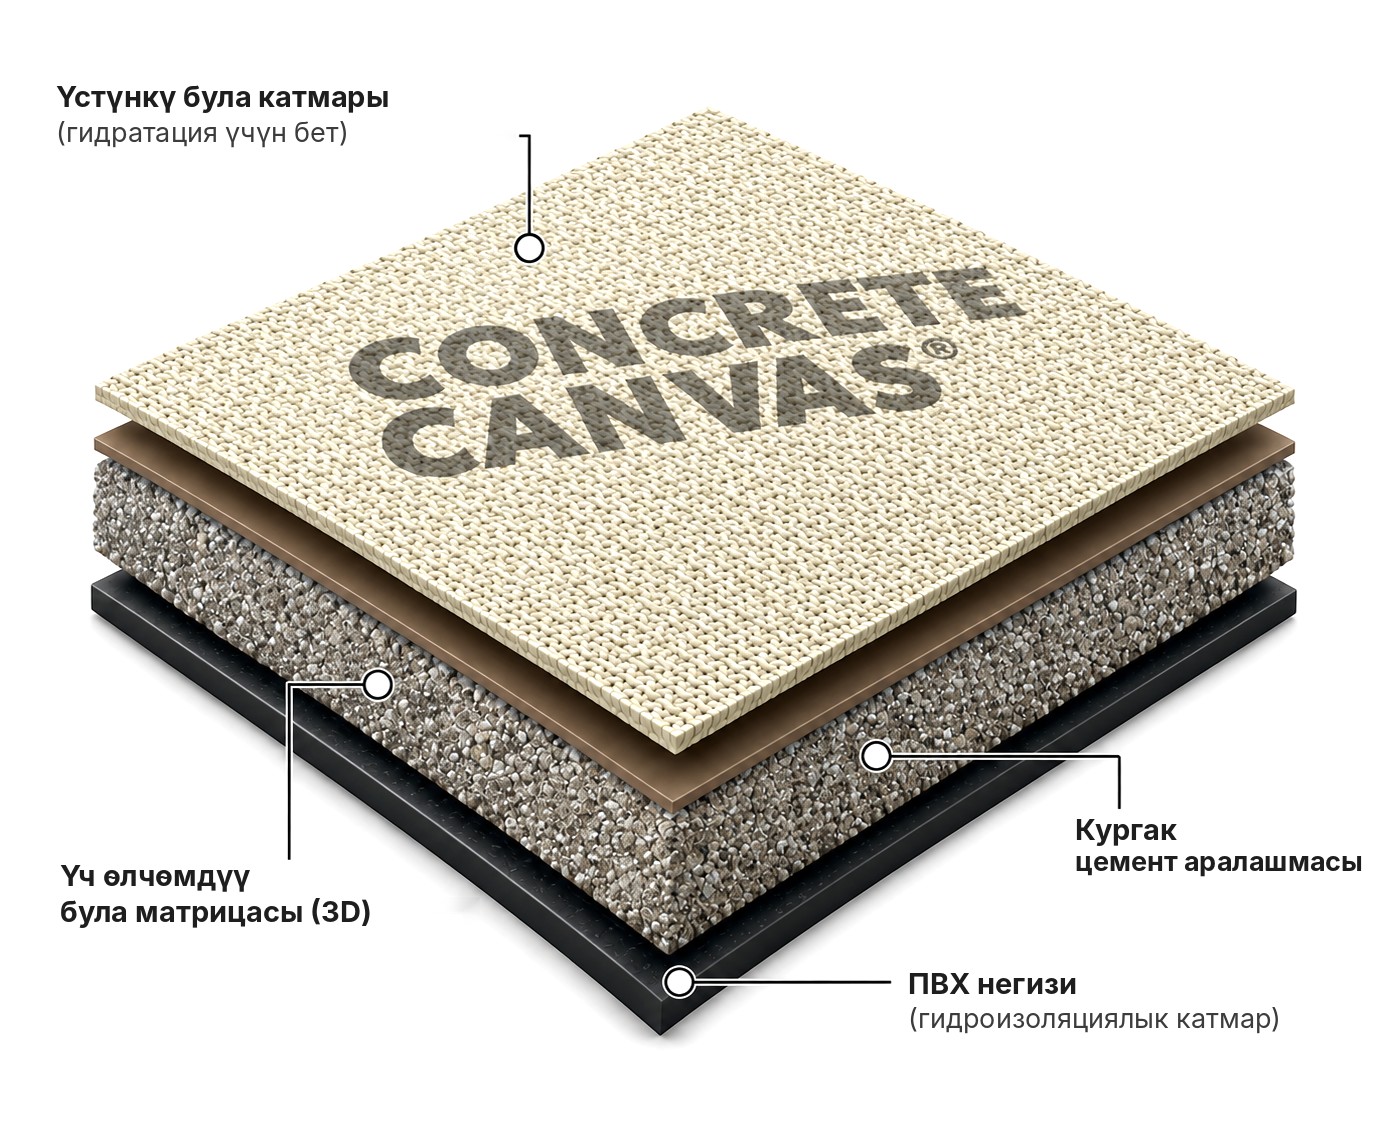 Үстүнкү була катмары
(гидратация үчүн бет)
CONCRETE
CANVAS®
Кургак
цемент аралашмасы
Үч өлчөмдүү
була матрицасы (3D)
ПВХ негизи
(гидроизоляциялык катмар)